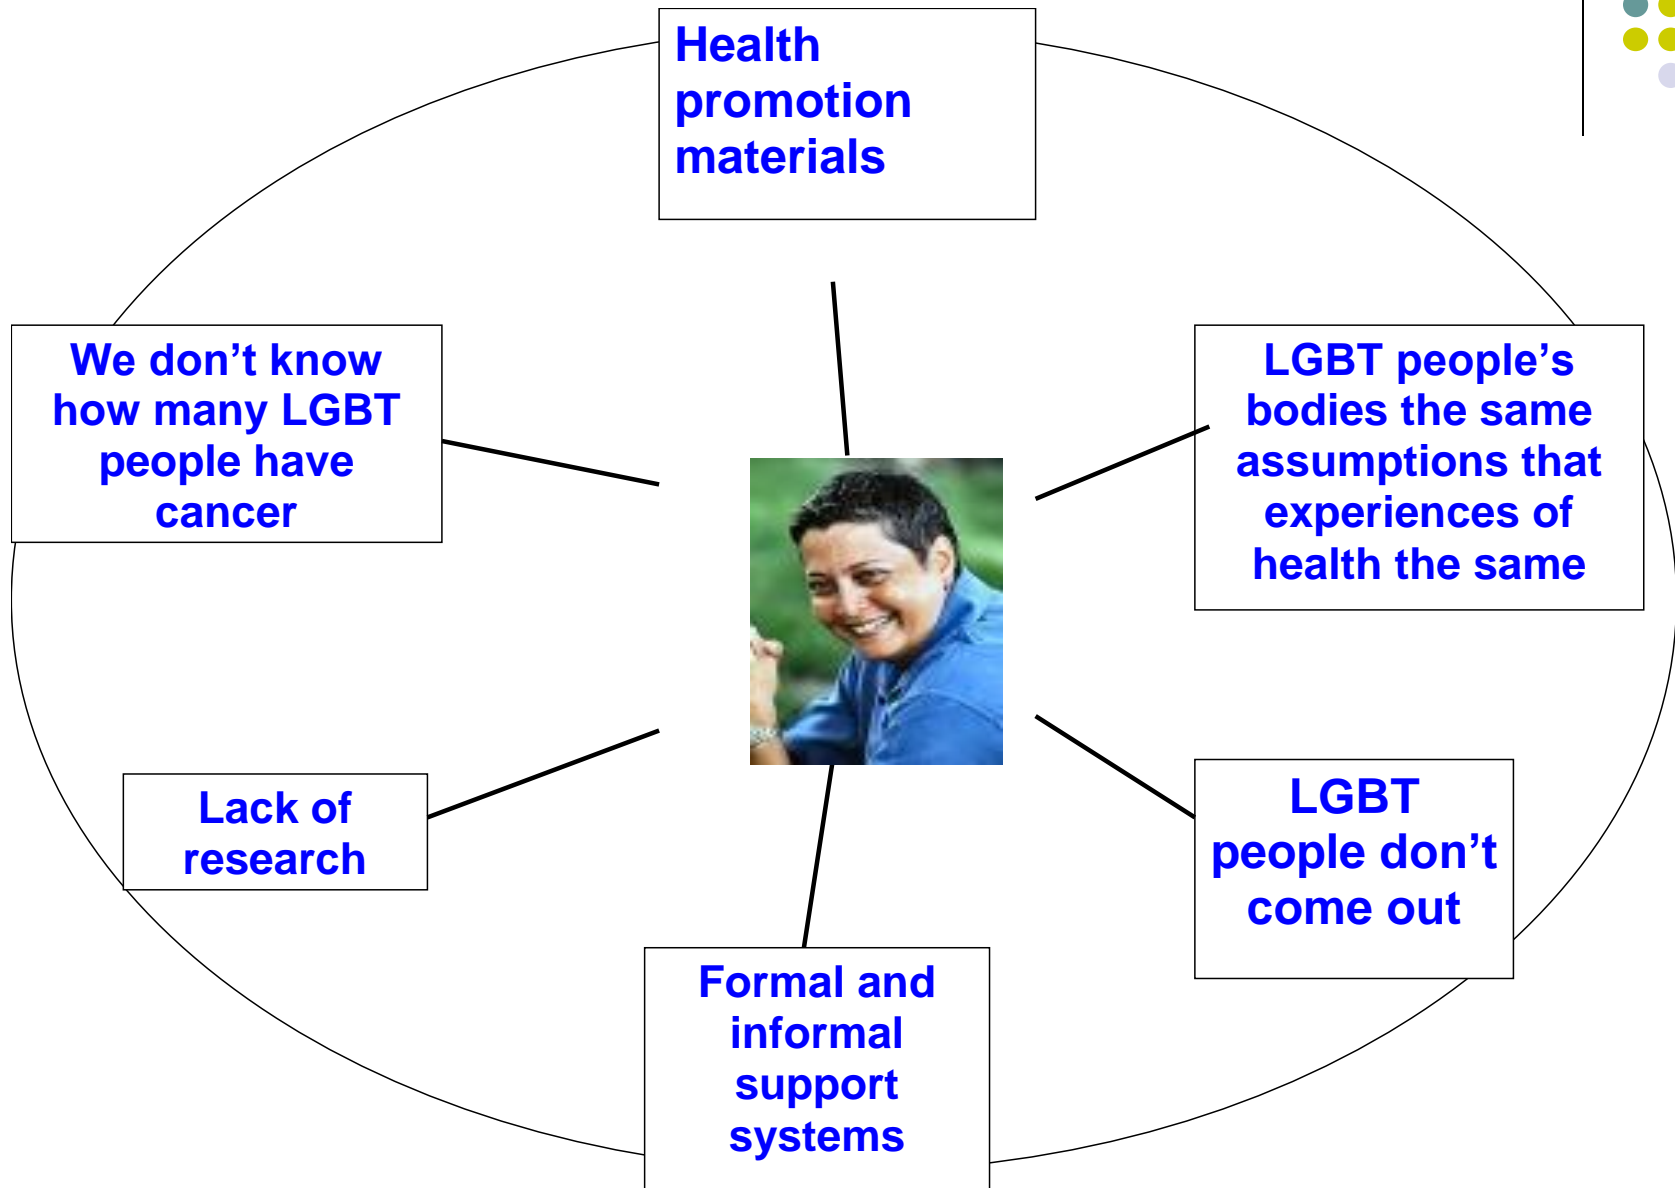 Health
promotion
materials
We don’t know
how many LGBT
people have
cancer
LGBT people’s
bodies the same
assumptions that
experiences of
health the same
Lack of
research
LGBT
people don’t
come out
Formal and
informal
support
systems